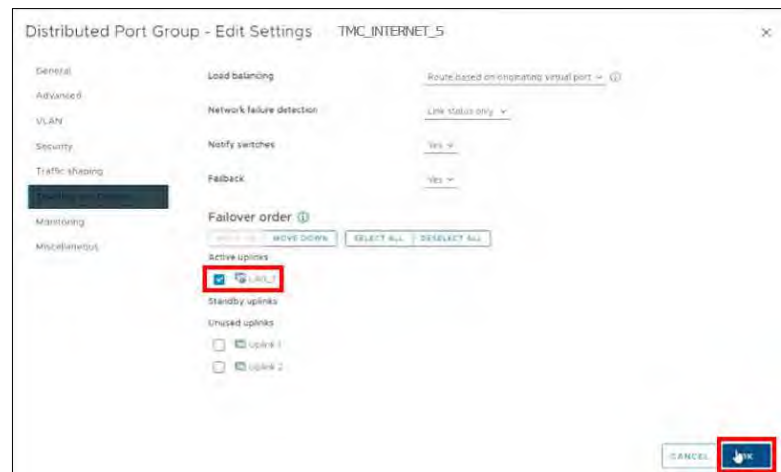 Distributed Port Group - Edit Settings TMC_INTERNET_5
General
Advanced
VLAN
Security
Traffic shaping
Monitoring
Miscellaneous
Load balancing Route based on originating virtual port
Network failure detection Link status only
Notify switches Yes
Failback Yes
Failover order
MOVE DOWN SELECT ALL DESELECT ALL
Active uplinks
Standby uplinks
Unused uplinks
Uplink 1
Uplink 2
CANCEL OK